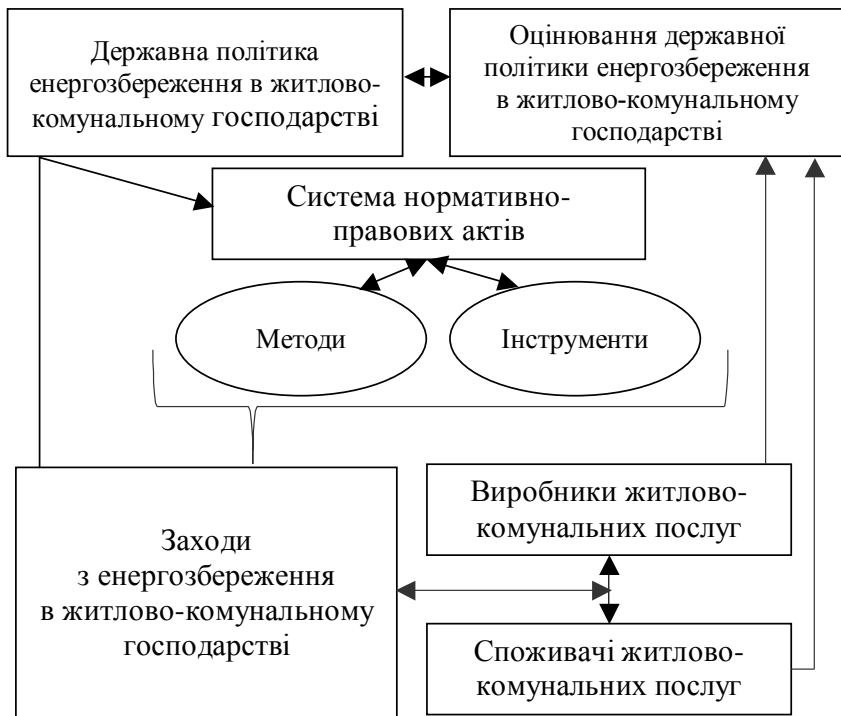 Державна політика
енергозбереження в житлово-
комунальному господарстві
Оцінювання державної
політики енергозбереження
в житлово-комунальному
господарстві
Система нормативно-
правових актів
Методи
Інструменти
Заходи
з енергозбереження
в житлово-комунальному
господарстві
Виробники житлово-
комунальних послуг
Споживачі житлово-
комунальних послуг